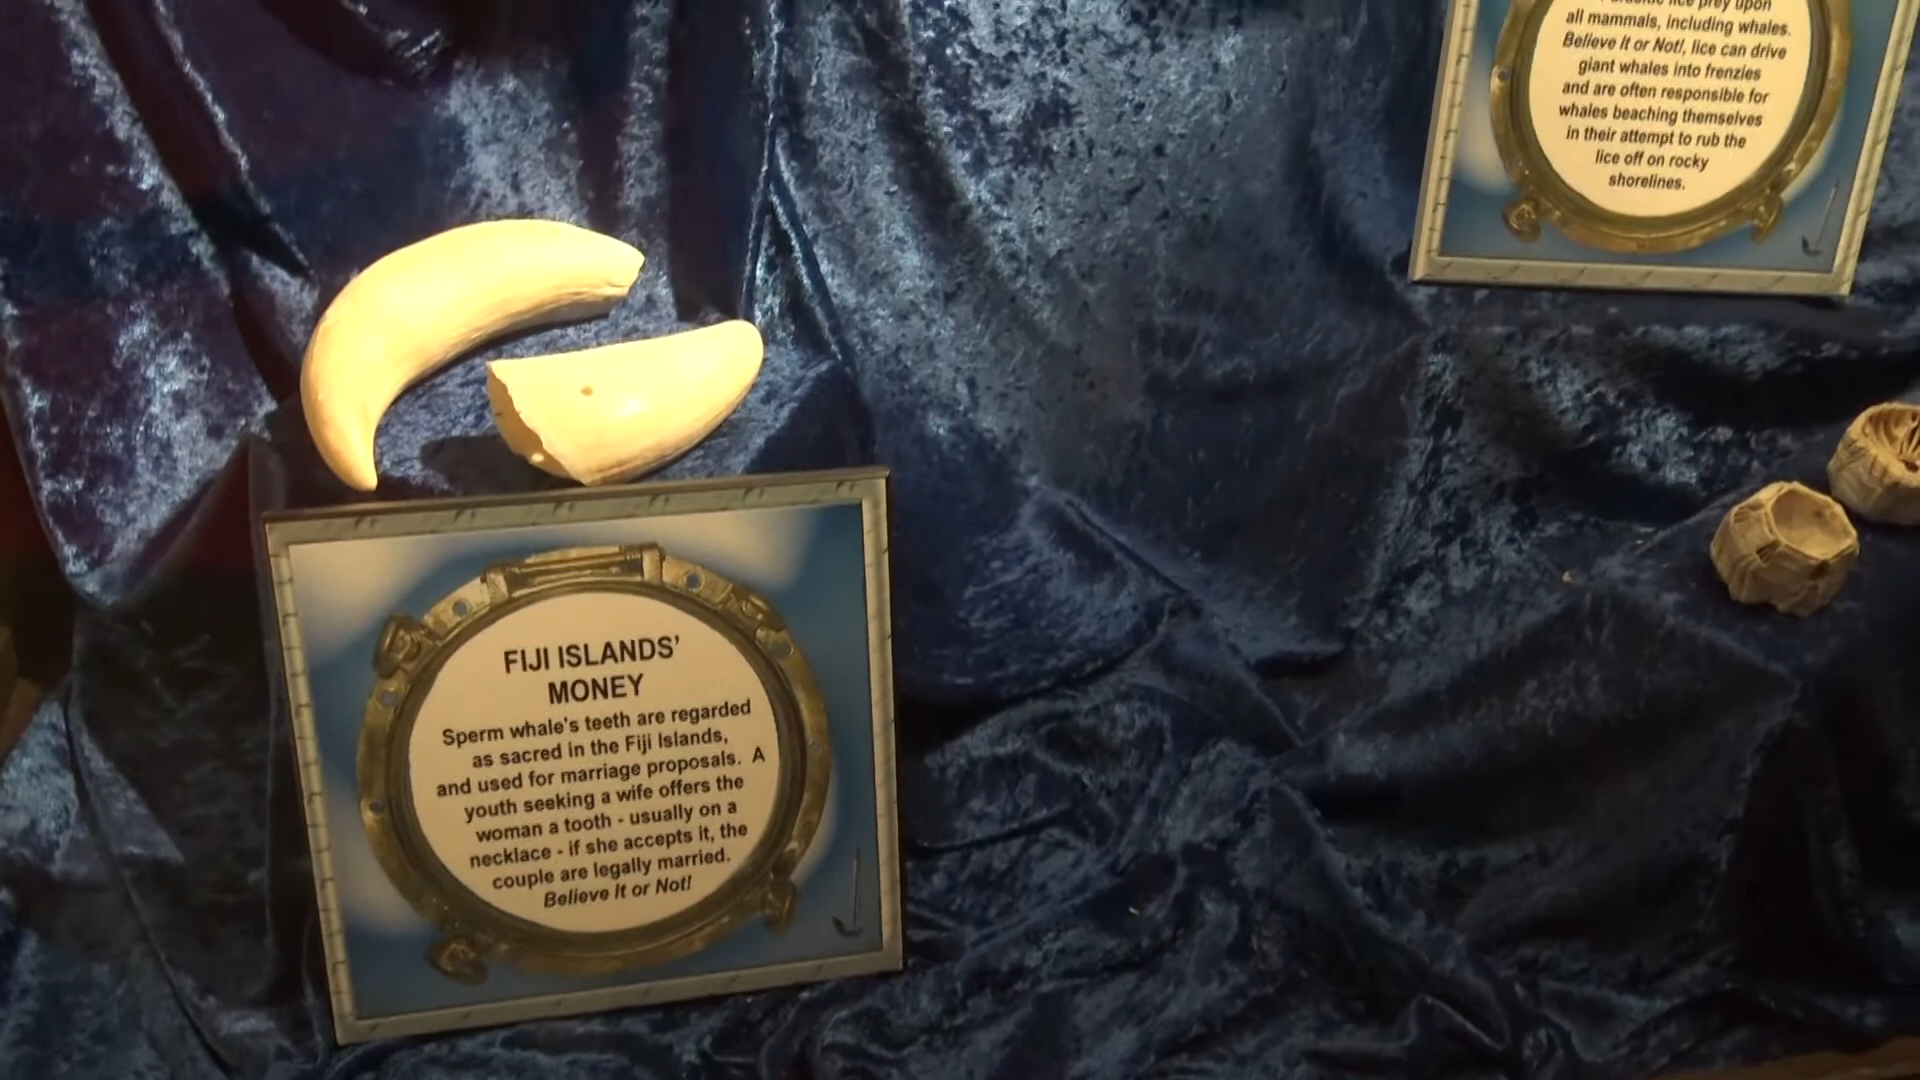 FIJI ISLANDS'
MONEY
Sperm whale's teeth are regarded
as sacred in the Fiji Islands,
and used for marriage proposals. A
youth seeking a wife offers the
woman a tooth - usually on a
necklace - if she accepts it, the
couple are legally married.
Believe It or Not!
lice prey upon
all mammals, including whales.
Believe It or Not!, lice can drive
giant whales into frenzies
and are often responsible for
whales beaching themselves
in their attempt to rub the
lice off on rocky
shorelines.